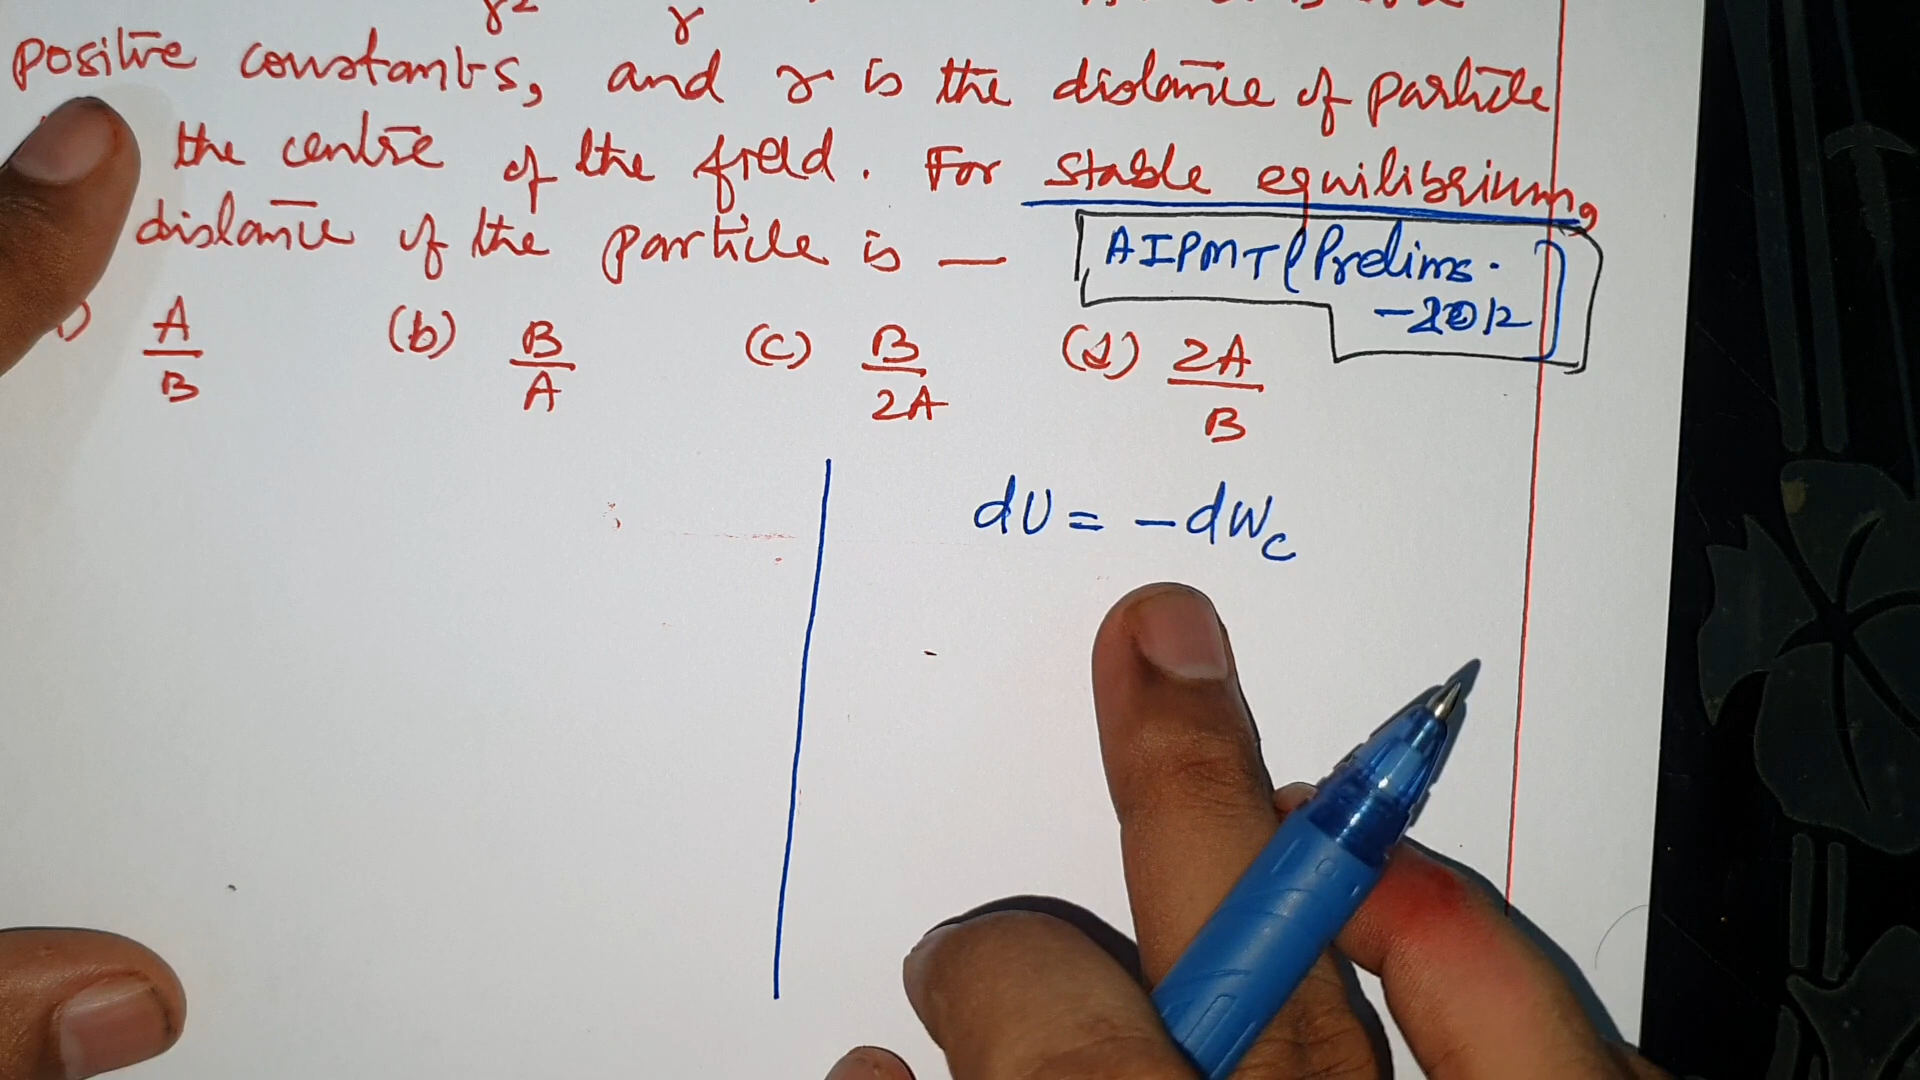 r2 r
positive constants, and r is the distance of particle
the centre of the field. For stable equilibrium,
distance of the particle is —
AIPMT (Prelims.
-2012
) A/B (b) B/A (c) B/2A (d) 2A/B
dU = -dWc